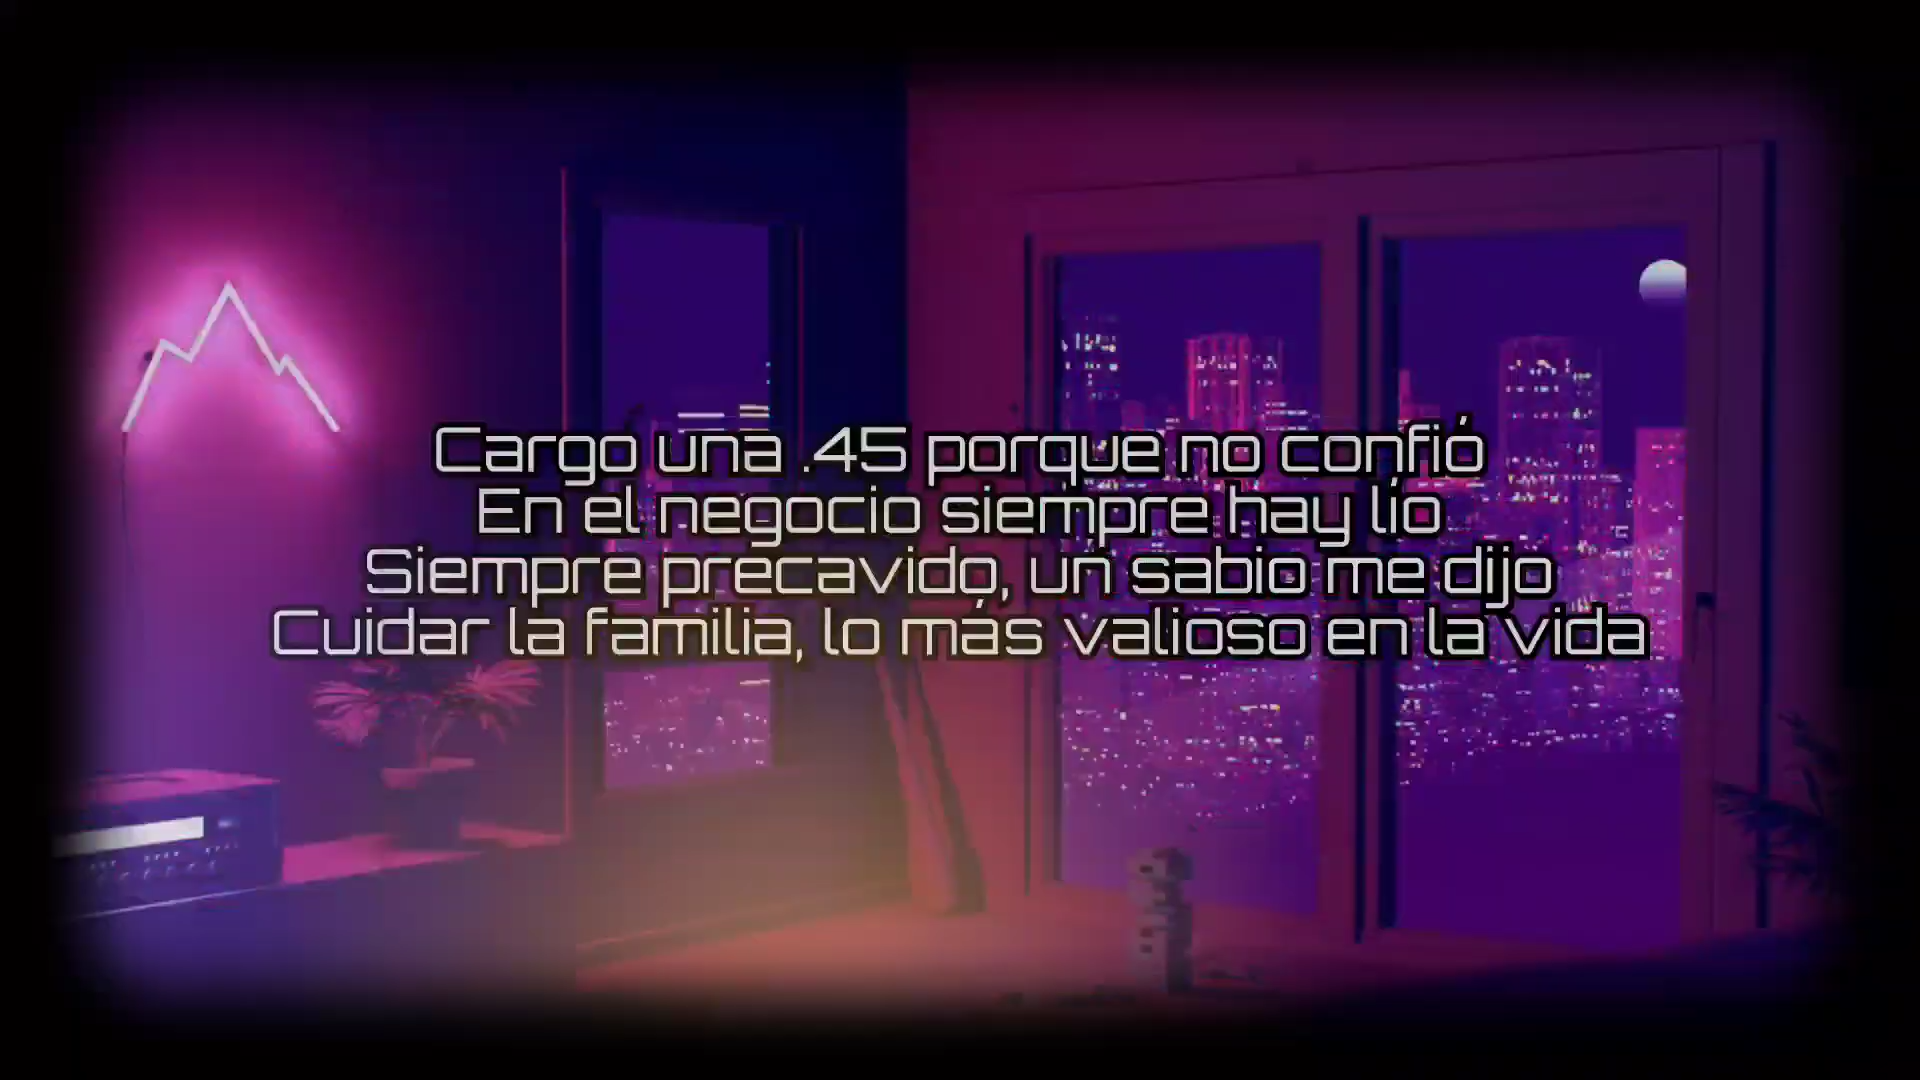 Cargó una .45 porque no confió
En el negocio siempre hay lío
Siempre precavido, un sabio me dijo
Cuidar la familia, lo más valioso en la vida